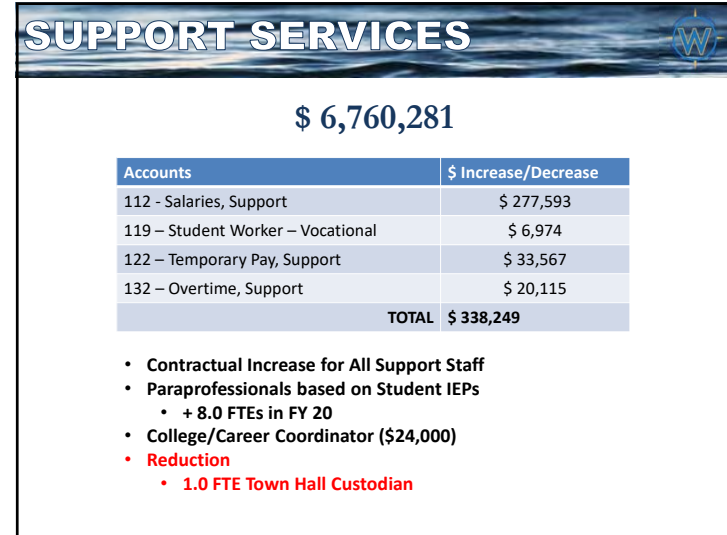 SUPPORT SERVICES
W
$ 6,760,281
Accounts $ Increase/Decrease
112 - Salaries, Support $ 277,593
119 – Student Worker – Vocational $ 6,974
122 – Temporary Pay, Support $ 33,567
132 – Overtime, Support $ 20,115
TOTAL $ 338,249
• Contractual Increase for All Support Staff
• Paraprofessionals based on Student IEPs
• + 8.0 FTEs in FY 20
• College/Career Coordinator ($24,000)
• Reduction
• 1.0 FTE Town Hall Custodian